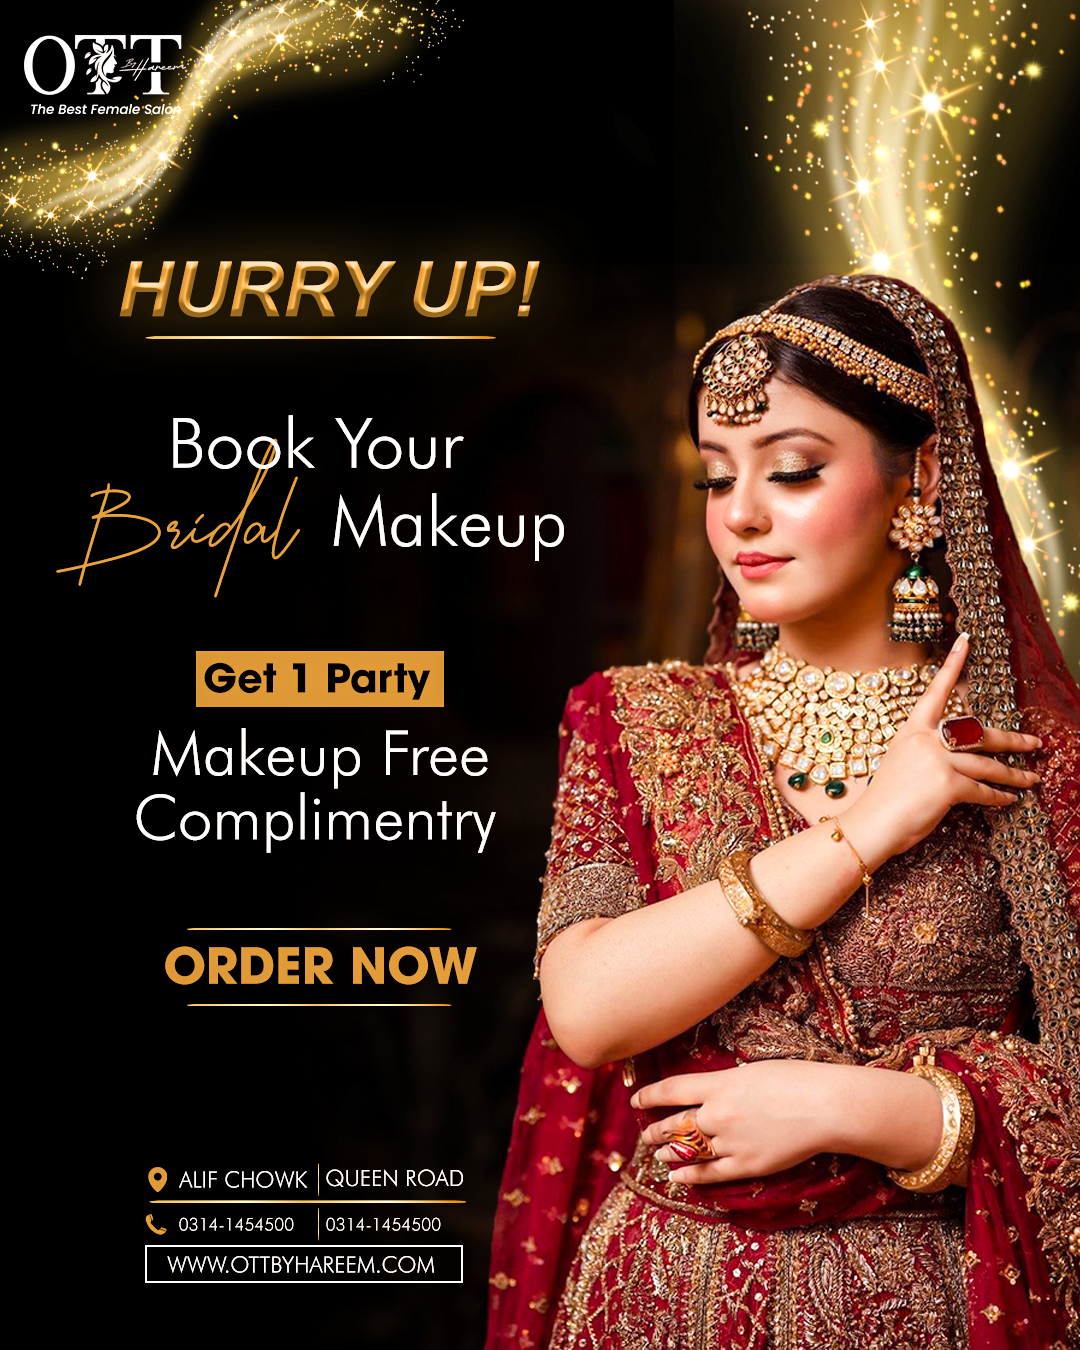 OTT By Hareem
The Best Female Salon
HURRY UP!
Book Your
Bridal Makeup
Get 1 Party
Makeup Free
Complimentry
ORDER NOW
ALIF CHOWK | QUEEN ROAD
0314-1454500 | 0314-1454500
WWW.OTTBYHAREEM.COM